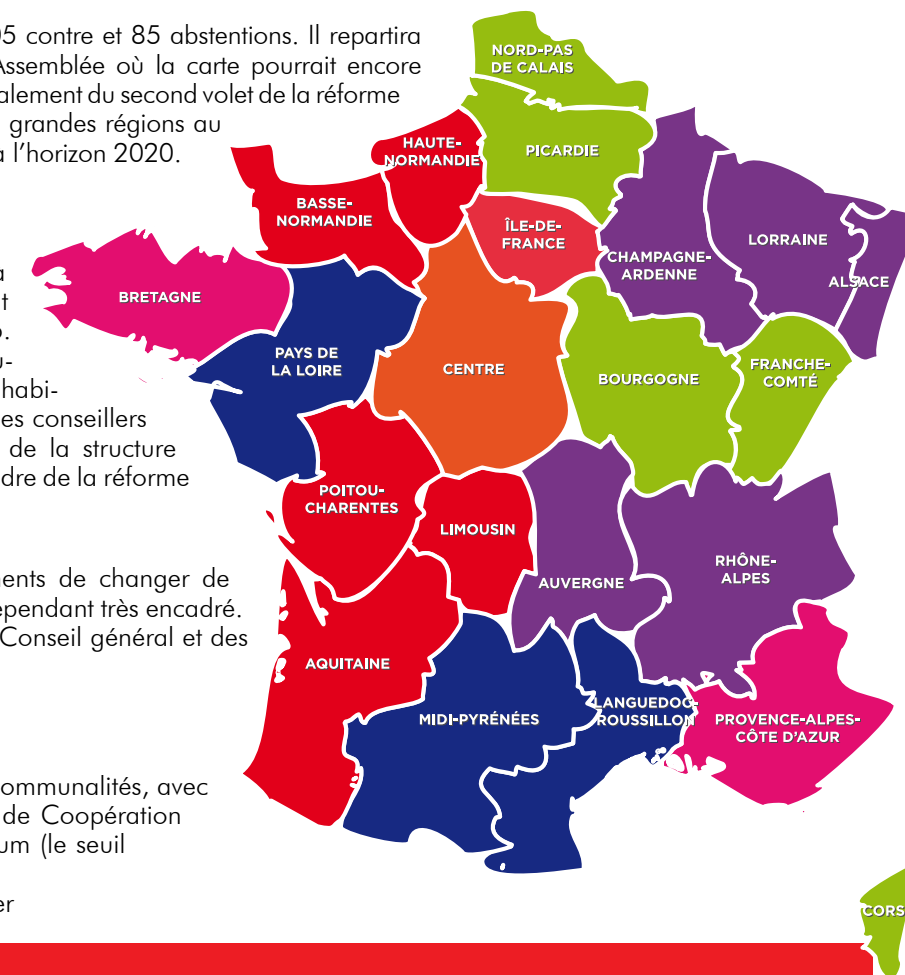 05 contre et 85 abstentions. Il repartira
Assemblée où la carte pourrait encore
alement du second volet de la réforme
grandes régions au
l'horizon 2020.
habi-
es conseillers
de la structure
dre de la réforme
ments de changer de
ependant très encadré.
Conseil général et des
ommunalités, avec
de Coopération
um (le seuil
er
NORD-PAS
DE CALAIS
PICARDIE
HAUTE-
NORMANDIE
BASSE-
NORMANDIE
ÎLE-DE-
FRANCE
CHAMPAGNE-
ARDENNE
LORRAINE
ALSACE
BRETAGNE
PAYS DE
LA LOIRE
CENTRE
BOURGOGNE
FRANCHE-
COMTÉ
POITOU-
CHARENTES
LIMOUSIN
AUVERGNE
RHÔNE-
ALPES
AQUITAINE
MIDI-PYRÉNÉES
LANGUEDOC-
ROUSSILLON
PROVENCE-ALPES-
CÔTE D'AZUR
CORS